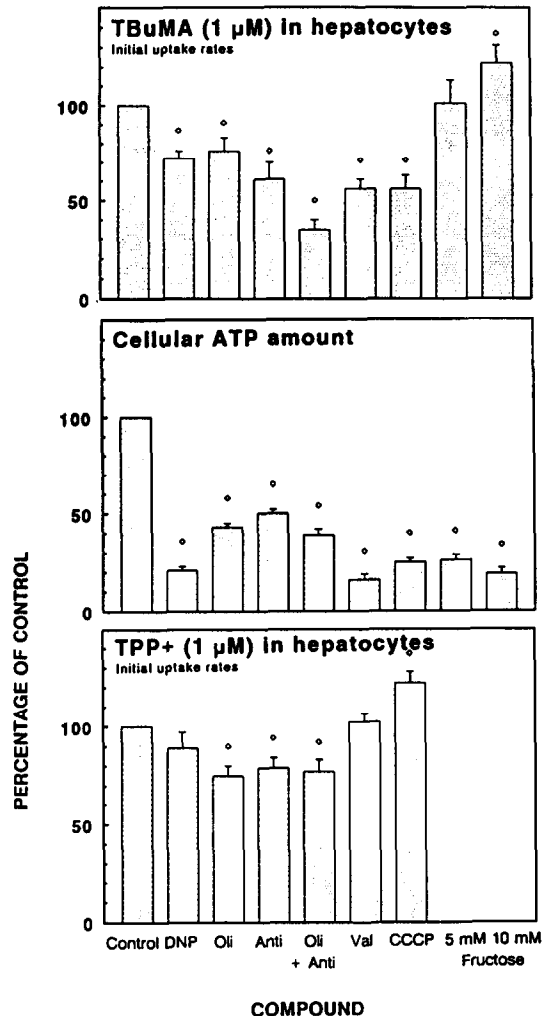 TBuMA (1 µM) in hepatocytes
Initial uptake rates
100
50
0
Cellular ATP amount
100
50
0
TPP+ (1 µM) in hepatocytes
Initial uptake rates
100
50
0
PERCENTAGE OF CONTROL
Control DNP Oli Anti Oli Val CCCP 5 mM 10 mM
+ Anti Fructose
COMPOUND